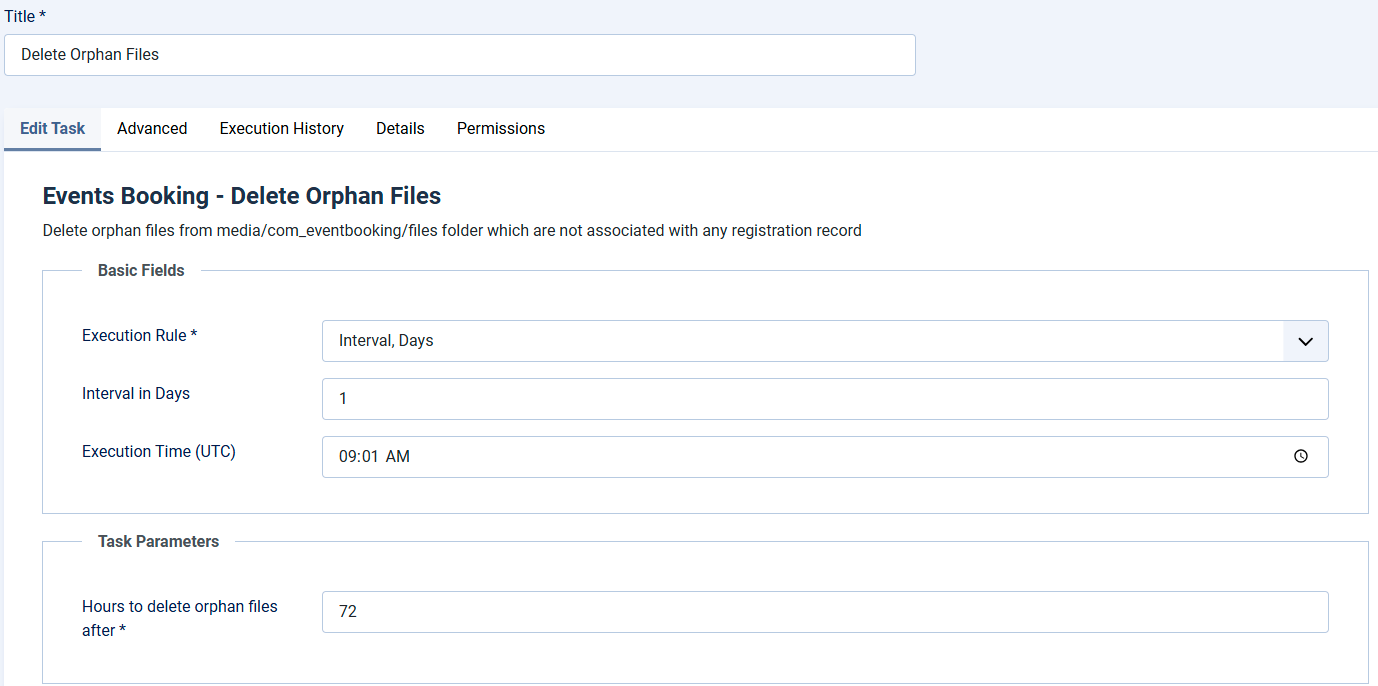 Title *
Delete Orphan Files
Edit Task Advanced Execution History Details Permissions
Events Booking - Delete Orphan Files
Delete orphan files from media/com_eventbooking/files folder which are not associated with any registration record
Basic Fields
Execution Rule * Interval, Days
Interval in Days 1
Execution Time (UTC) 09:01 AM
Task Parameters
Hours to delete orphan files 72
after *